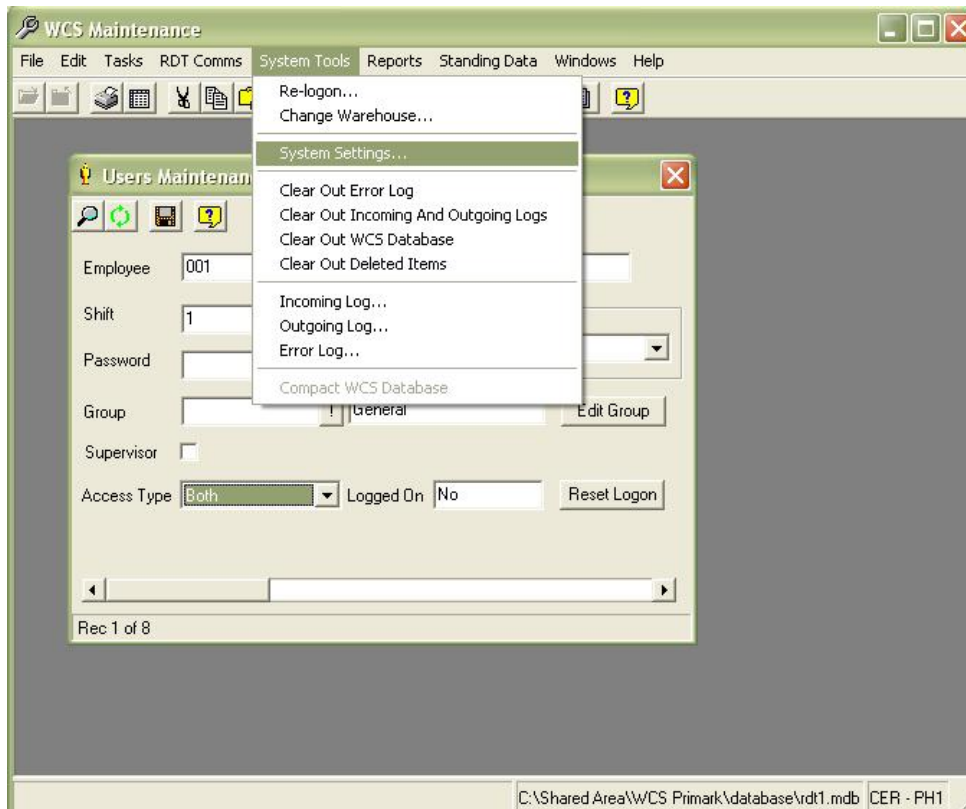 WCS Maintenance
File Edit Tasks RDT Comms System Tools Reports Standing Data Windows Help
Re-logon...
Change Warehouse...
System Settings...
Clear Out Error Log
Clear Out Incoming And Outgoing Logs
Clear Out WCS Database
Clear Out Deleted Items
Incoming Log...
Outgoing Log...
Error Log...
Compact WCS Database
Users
Employee 001
Shift 1
Password
Group ! General Edit Group
Supervisor
Access Type Both Logged On No Reset Logon
Rec 1 of 8
C:\Shared Area\WCS Primark\database\rdt1.mdb CER - PH1